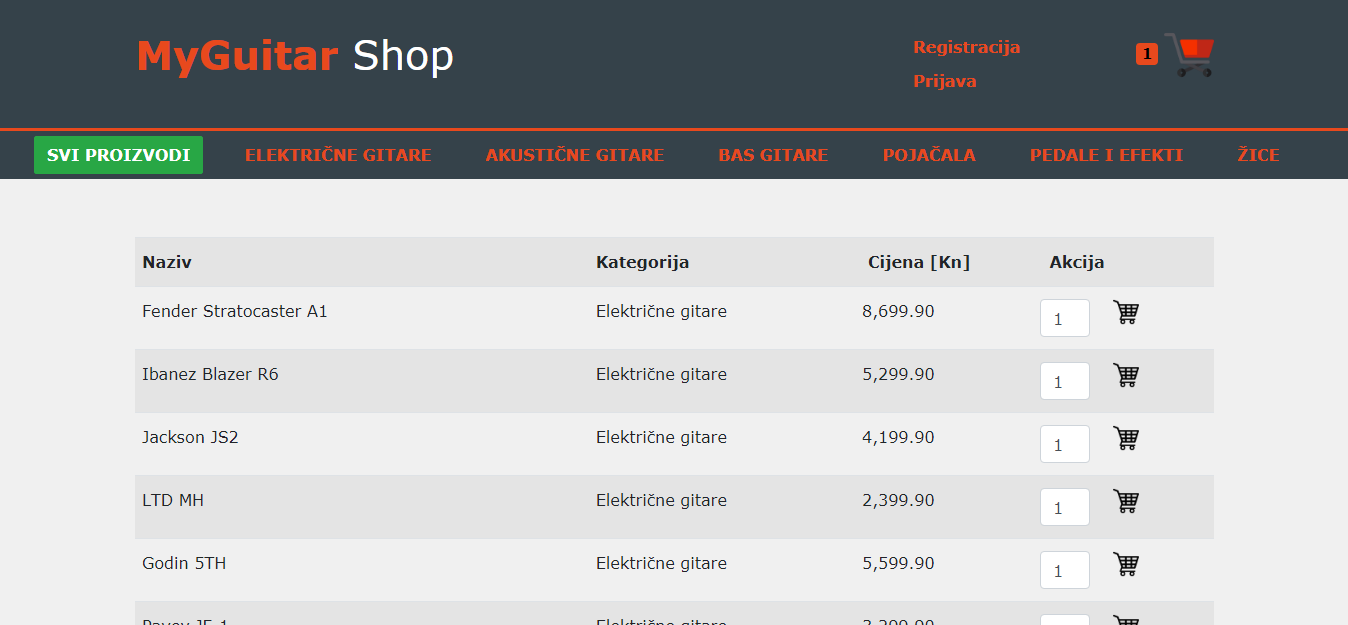 MyGuitar Shop
Registracija
Prijava
1
SVI PROIZVODI ELEKTRIČNE GITARE AKUSTIČNE GITARE BAS GITARE POJAČALA PEDALE I EFEKTI ŽICE
Naziv Kategorija Cijena [Kn] Akcija
Fender Stratocaster A1 Električne gitare 8,699.90 1
Ibanez Blazer R6 Električne gitare 5,299.90 1
Jackson JS2 Električne gitare 4,199.90 1
LTD MH Električne gitare 2,399.90 1
Godin 5TH Električne gitare 5,599.90 1
Električne gitare